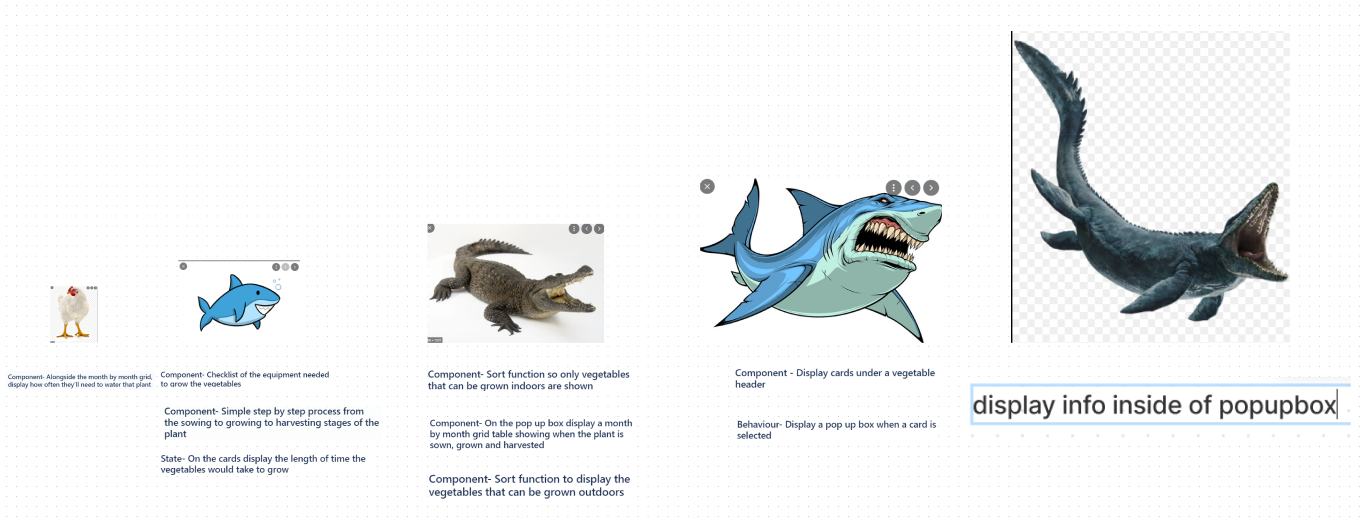 Component- Alongside the month by month grid,
display how often they'll need to water that plant
Component- Checklist of the equipment needed
to grow the vegetables
Component- Simple step by step process from
the sowing to growing to harvesting stages of the
plant
State- On the cards display the length of time the
vegetables would take to grow
Component- Sort function so only vegetables
that can be grown indoors are shown
Component- On the pop up box display a month
by month grid table showing when the plant is
sown, grown and harvested
Component- Sort function to display the
vegetables that can be grown outdoors
Component - Display cards under a vegetable
header
Behaviour- Display a pop up box when a card is
selected
display info inside of popupbox